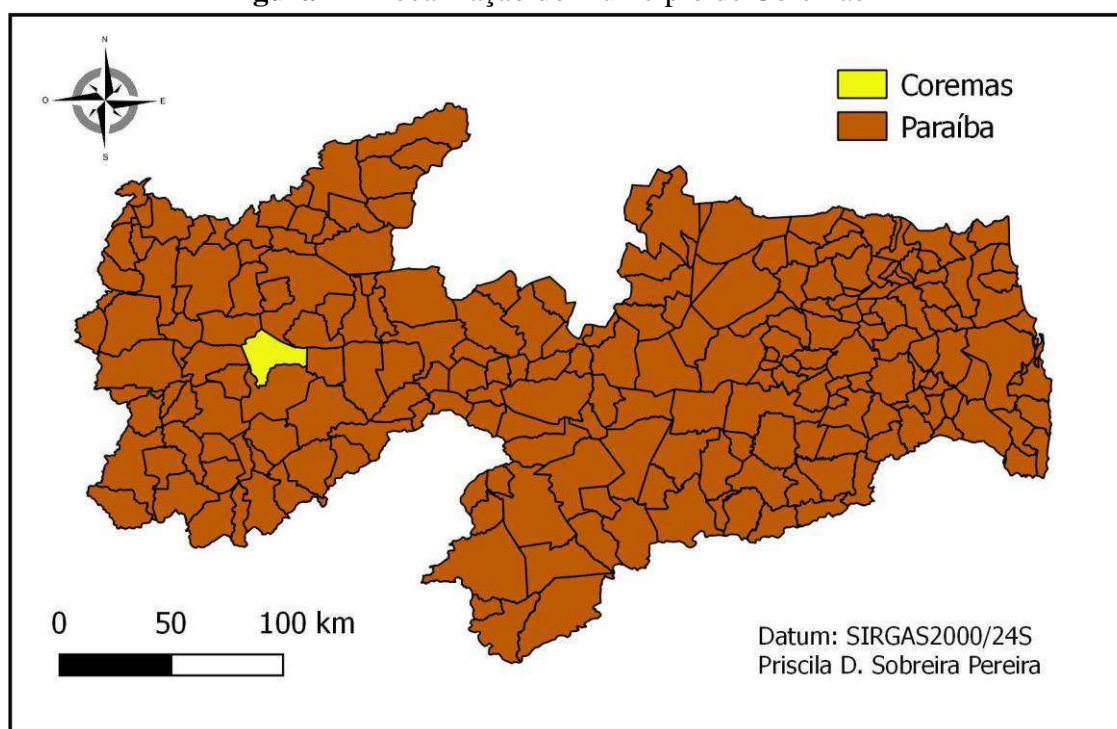 N
O
E
S
Coremas
Paraíba
0 50 100 km
Datum: SIRGAS2000/24S
Priscila D. Sobreira Pereira